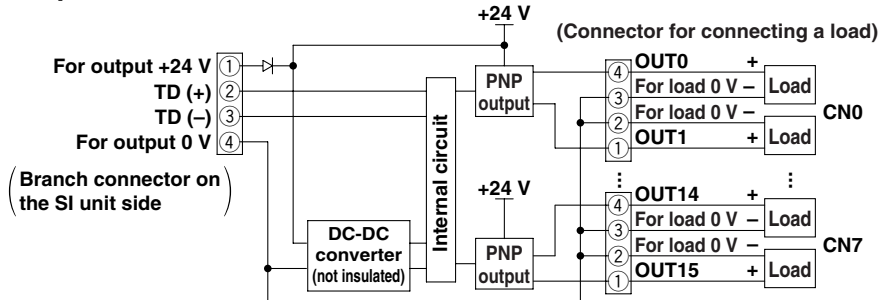 +24 V
(Connector for connecting a load)
For output +24 V ①
TD (+) ②
TD (–) ③
For output 0 V ④
(Branch connector on
the SI unit side)
Internal circuit
PNP
output
④ OUT0 +
③ For load 0 V –
Load
② For load 0 V –
① OUT1 +
Load
CN0
DC-DC
converter
(not insulated)
+24 V
PNP
output
⋮
⋮
④ OUT14 +
③ For load 0 V –
Load
② For load 0 V –
① OUT15 +
Load
CN7